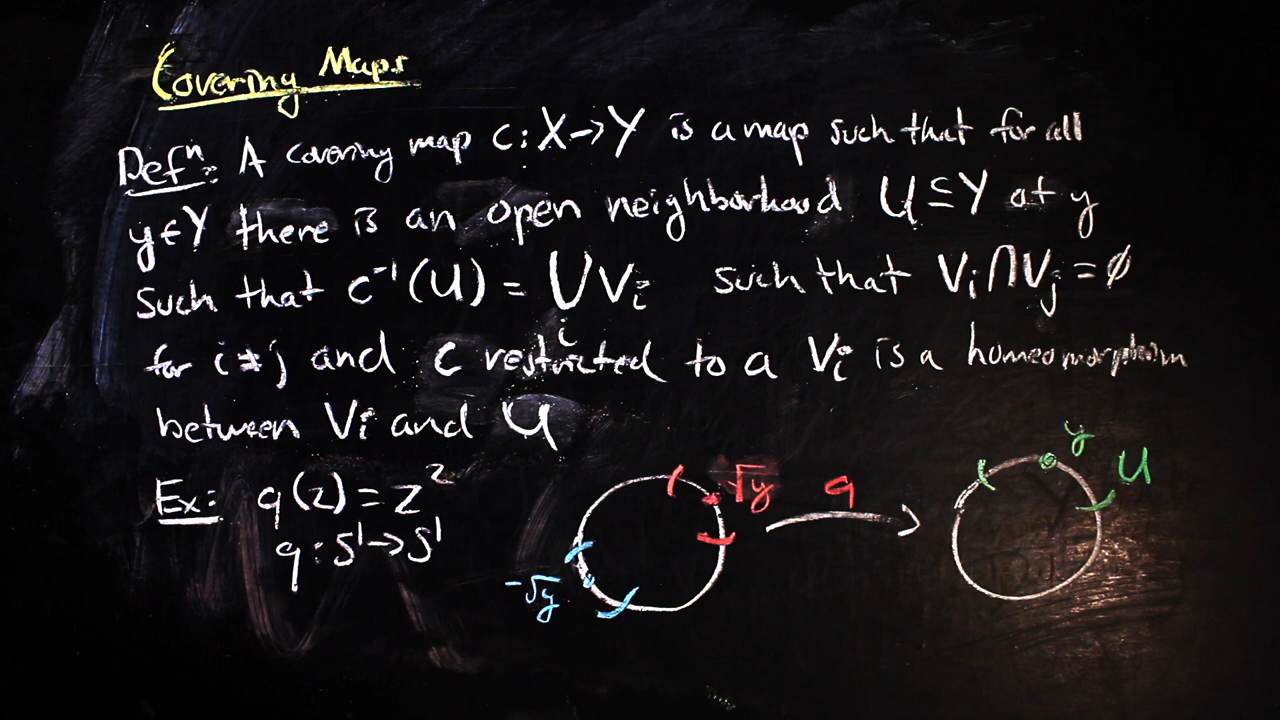 Covering Maps
Defⁿ: A covering map c: X→Y is a map such that for all
y∈Y there is an open neighborhood U⊆Y at y
such that c⁻¹(U) = ⋃ᵢ Vᵢ such that Vᵢ∩Vⱼ=∅
for i≠j and c restricted to a Vᵢ is a homeomorphism
between Vᵢ and U
Ex: q(z)=z²
q: S¹→S¹
√y
-√y
q
y
U